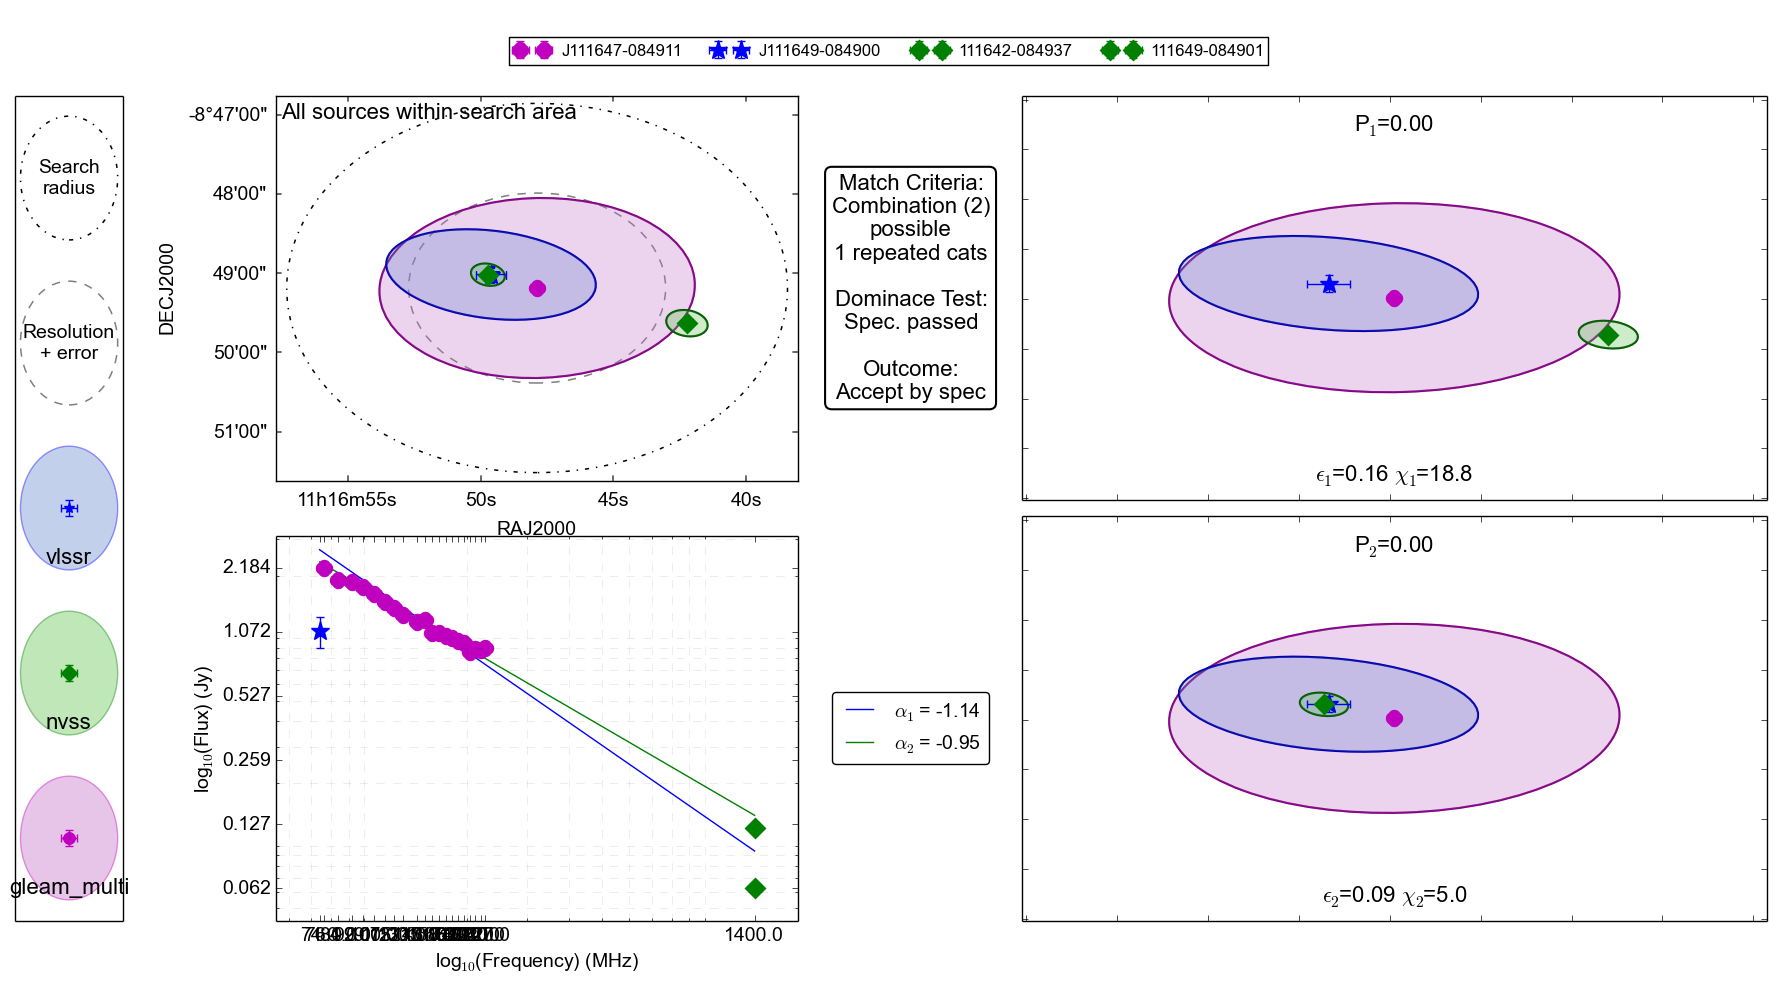 J111647-084911 J111649-084900 111642-084937 111649-084901
Search
radius
Resolution
+ error
vlssr
nvss
gleam_multi
All sources within search area
DECJ2000
-8°47'00"
48'00"
49'00"
50'00"
51'00"
11h16m55s 50s 45s 40s
RAJ2000
Match Criteria:
Combination (2)
possible
1 repeated cats
Dominace Test:
Spec. passed
Outcome:
Accept by spec
P1=0.00
ϵ1=0.16 χ1=18.8
log10(Flux) (Jy)
2.184
1.072
0.527
0.259
0.127
0.062
1400.0
log10(Frequency) (MHz)
α1 = -1.14
α2 = -0.95
P2=0.00
ϵ2=0.09 χ2=5.0